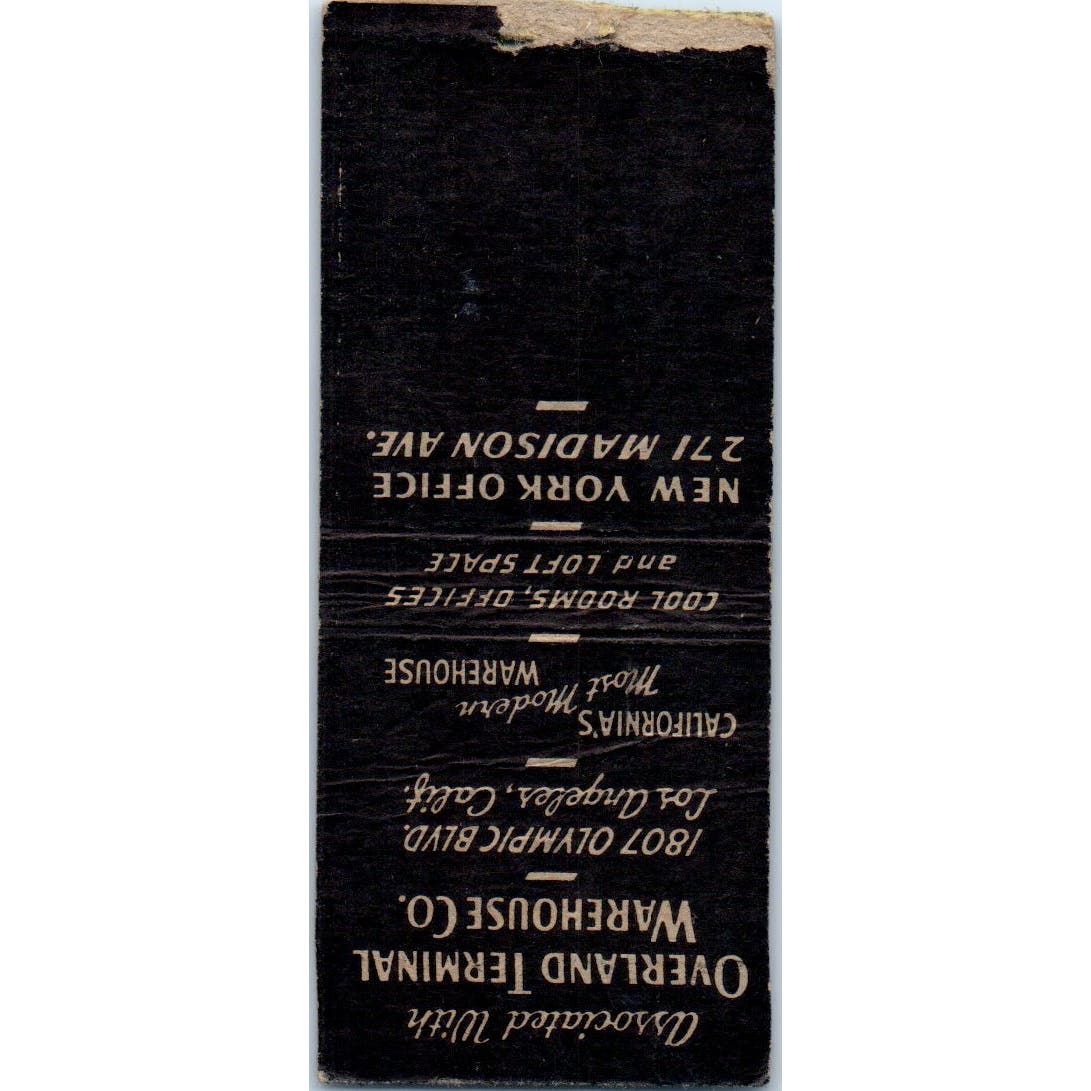 Associated With
OVERLAND TERMINAL
WAREHOUSE CO.
1807 OLYMPIC BLVD.
Los Angeles, Calif.
CALIFORNIA'S
Most Modern
WAREHOUSE
COOL ROOMS, OFFICES
and LOFT SPACE
NEW YORK OFFICE
271 MADISON AVE.